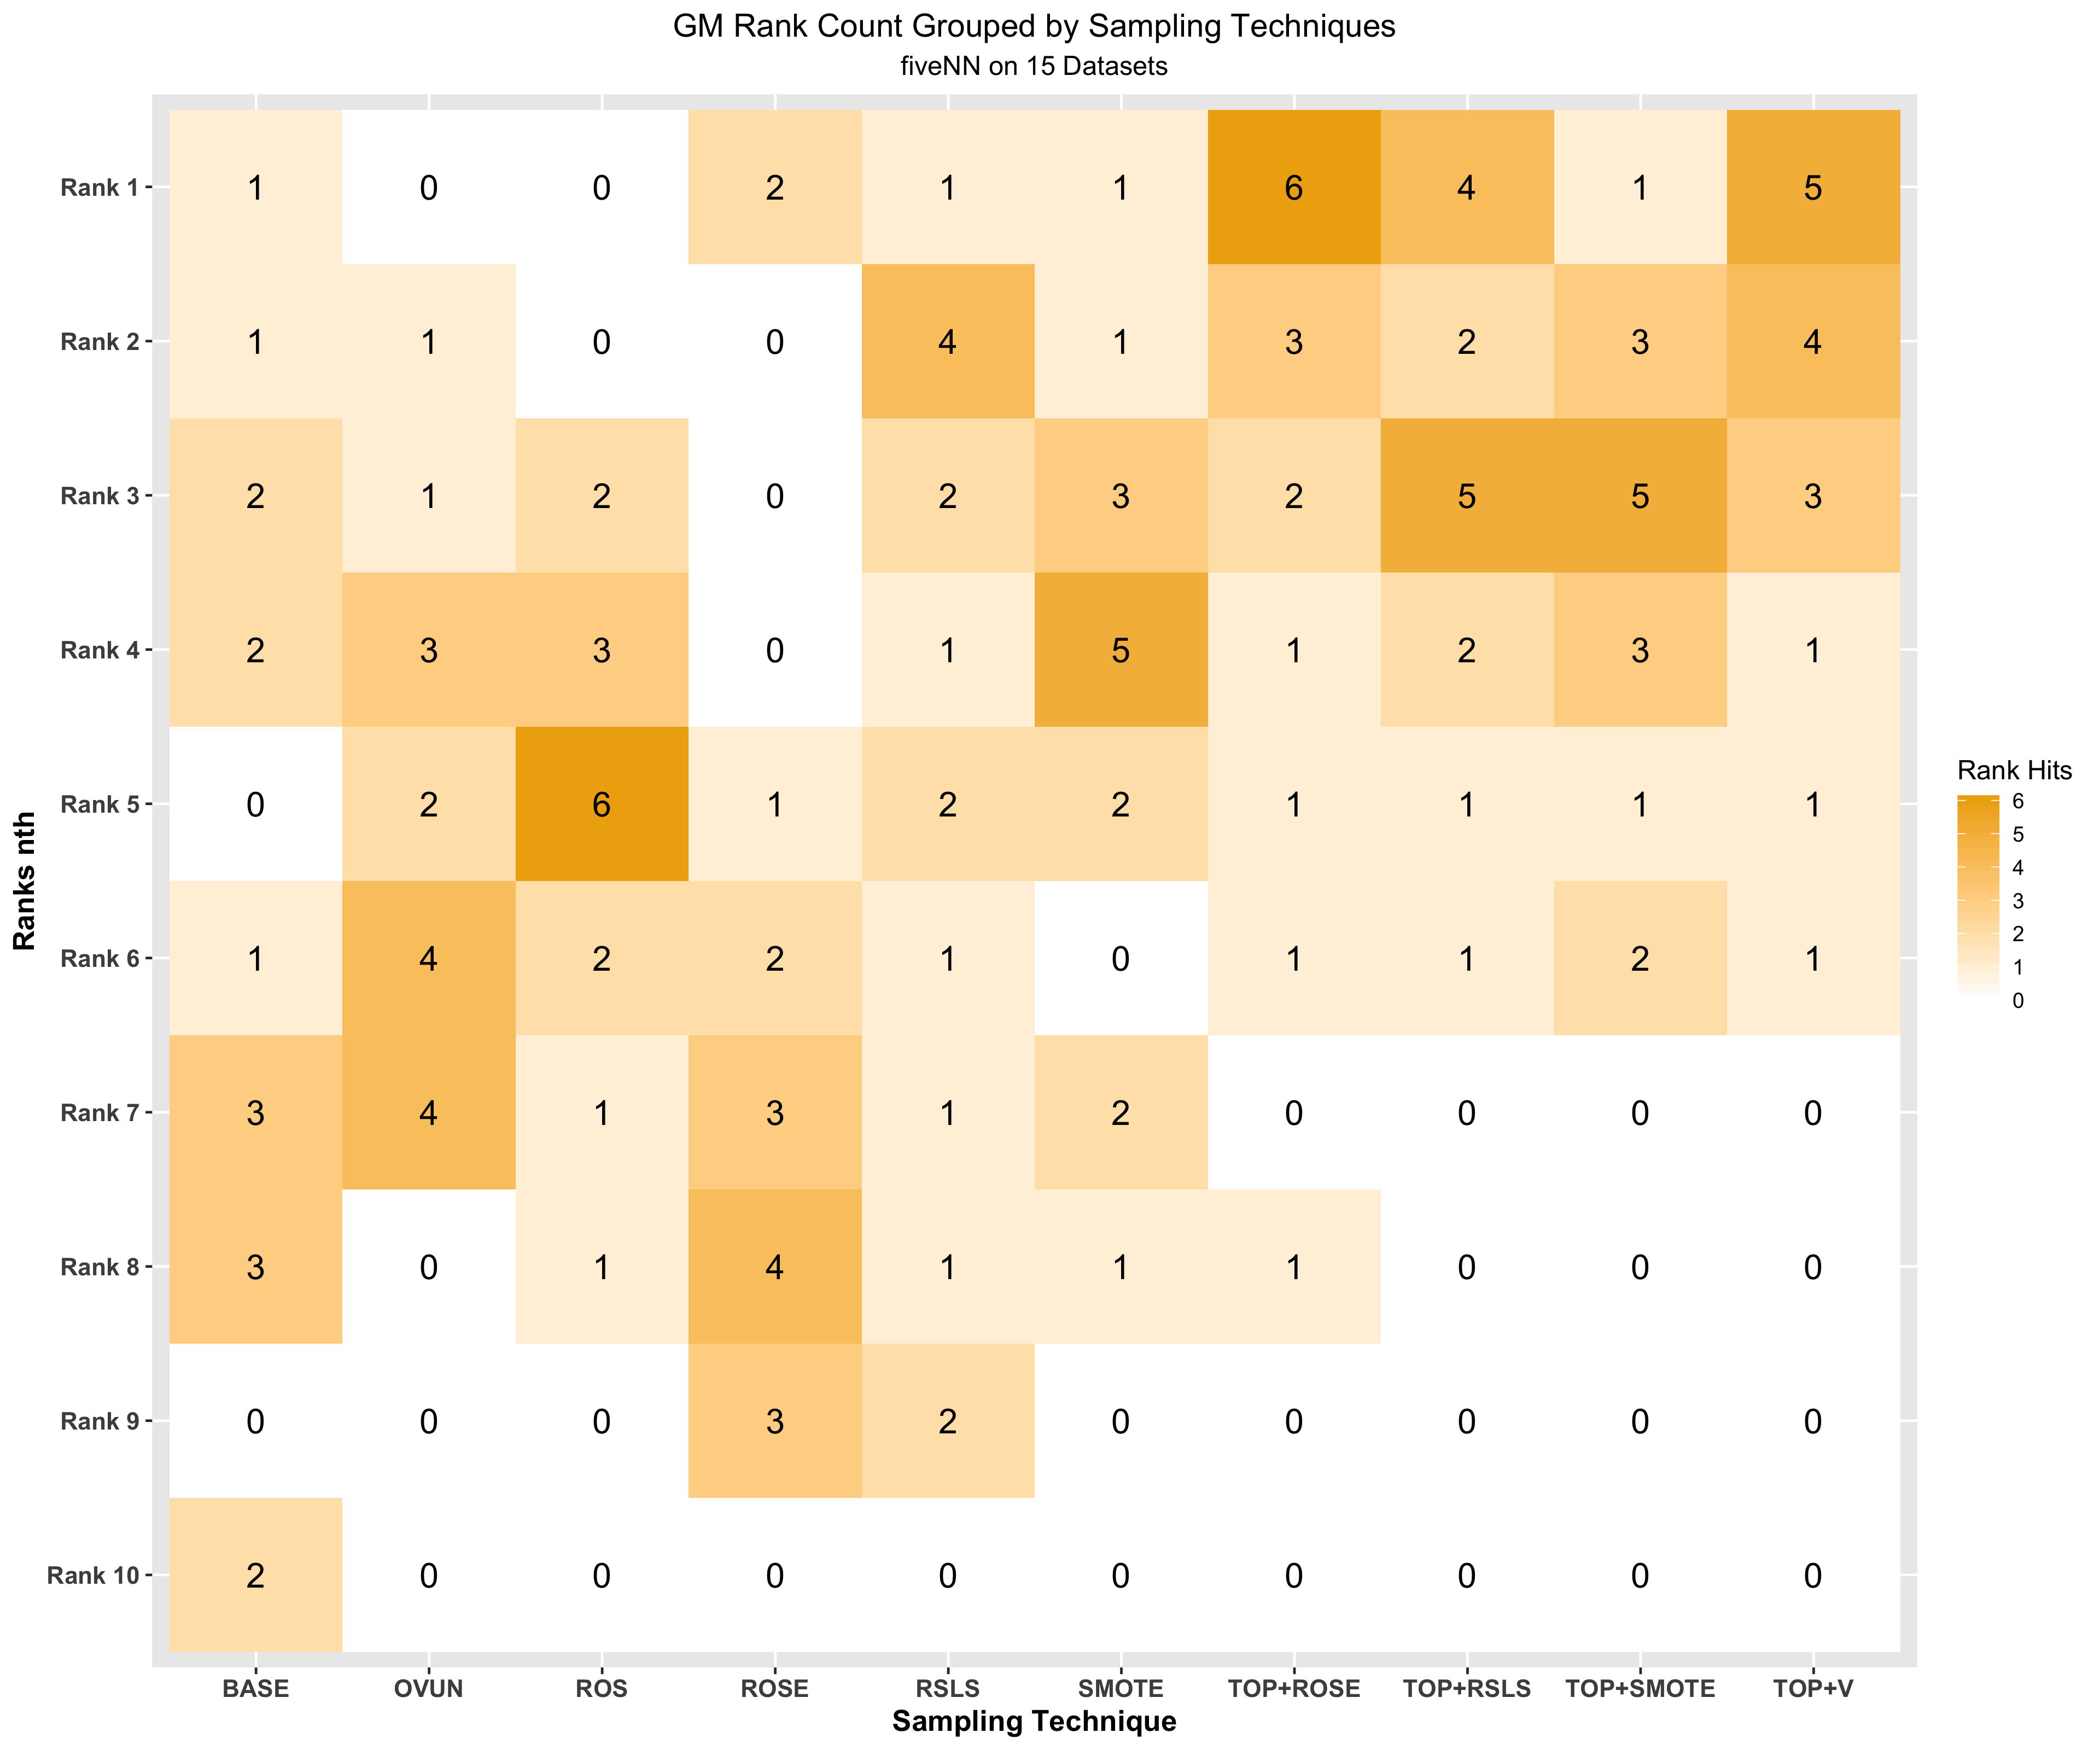 GM Rank Count Grouped by Sampling Techniques
fiveNN on 15 Datasets
Ranks nth
Rank 1 1 0 0 2 1 1 6 4 1 5
Rank 2 1 1 0 0 4 1 3 2 3 4
Rank 3 2 1 2 0 2 3 2 5 5 3
Rank 4 2 3 3 0 1 5 1 2 3 1
Rank 5 0 2 6 1 2 2 1 1 1 1
Rank 6 1 4 2 2 1 0 1 1 2 1
Rank 7 3 4 1 3 1 2 0 0 0 0
Rank 8 3 0 1 4 1 1 1 0 0 0
Rank 9 0 0 0 3 2 0 0 0 0 0
Rank 10 2 0 0 0 0 0 0 0 0 0
BASE OVUN ROS ROSE RSLS SMOTE TOP+ROSE TOP+RSLS TOP+SMOTE TOP+V
Sampling Technique
Rank Hits
6
5
4
3
2
1
0